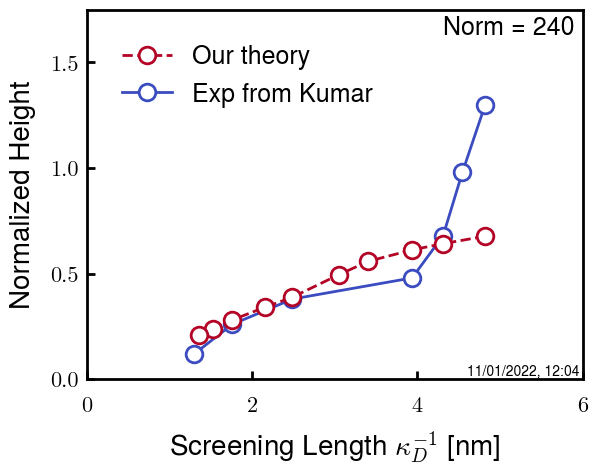 Norm = 240
Our theory
Exp from Kumar
Normalized Height
1.5
1.0
0.5
0.0
11/01/2022, 12:04
0 2 4 6
Screening Length κ_D^{-1} [nm]